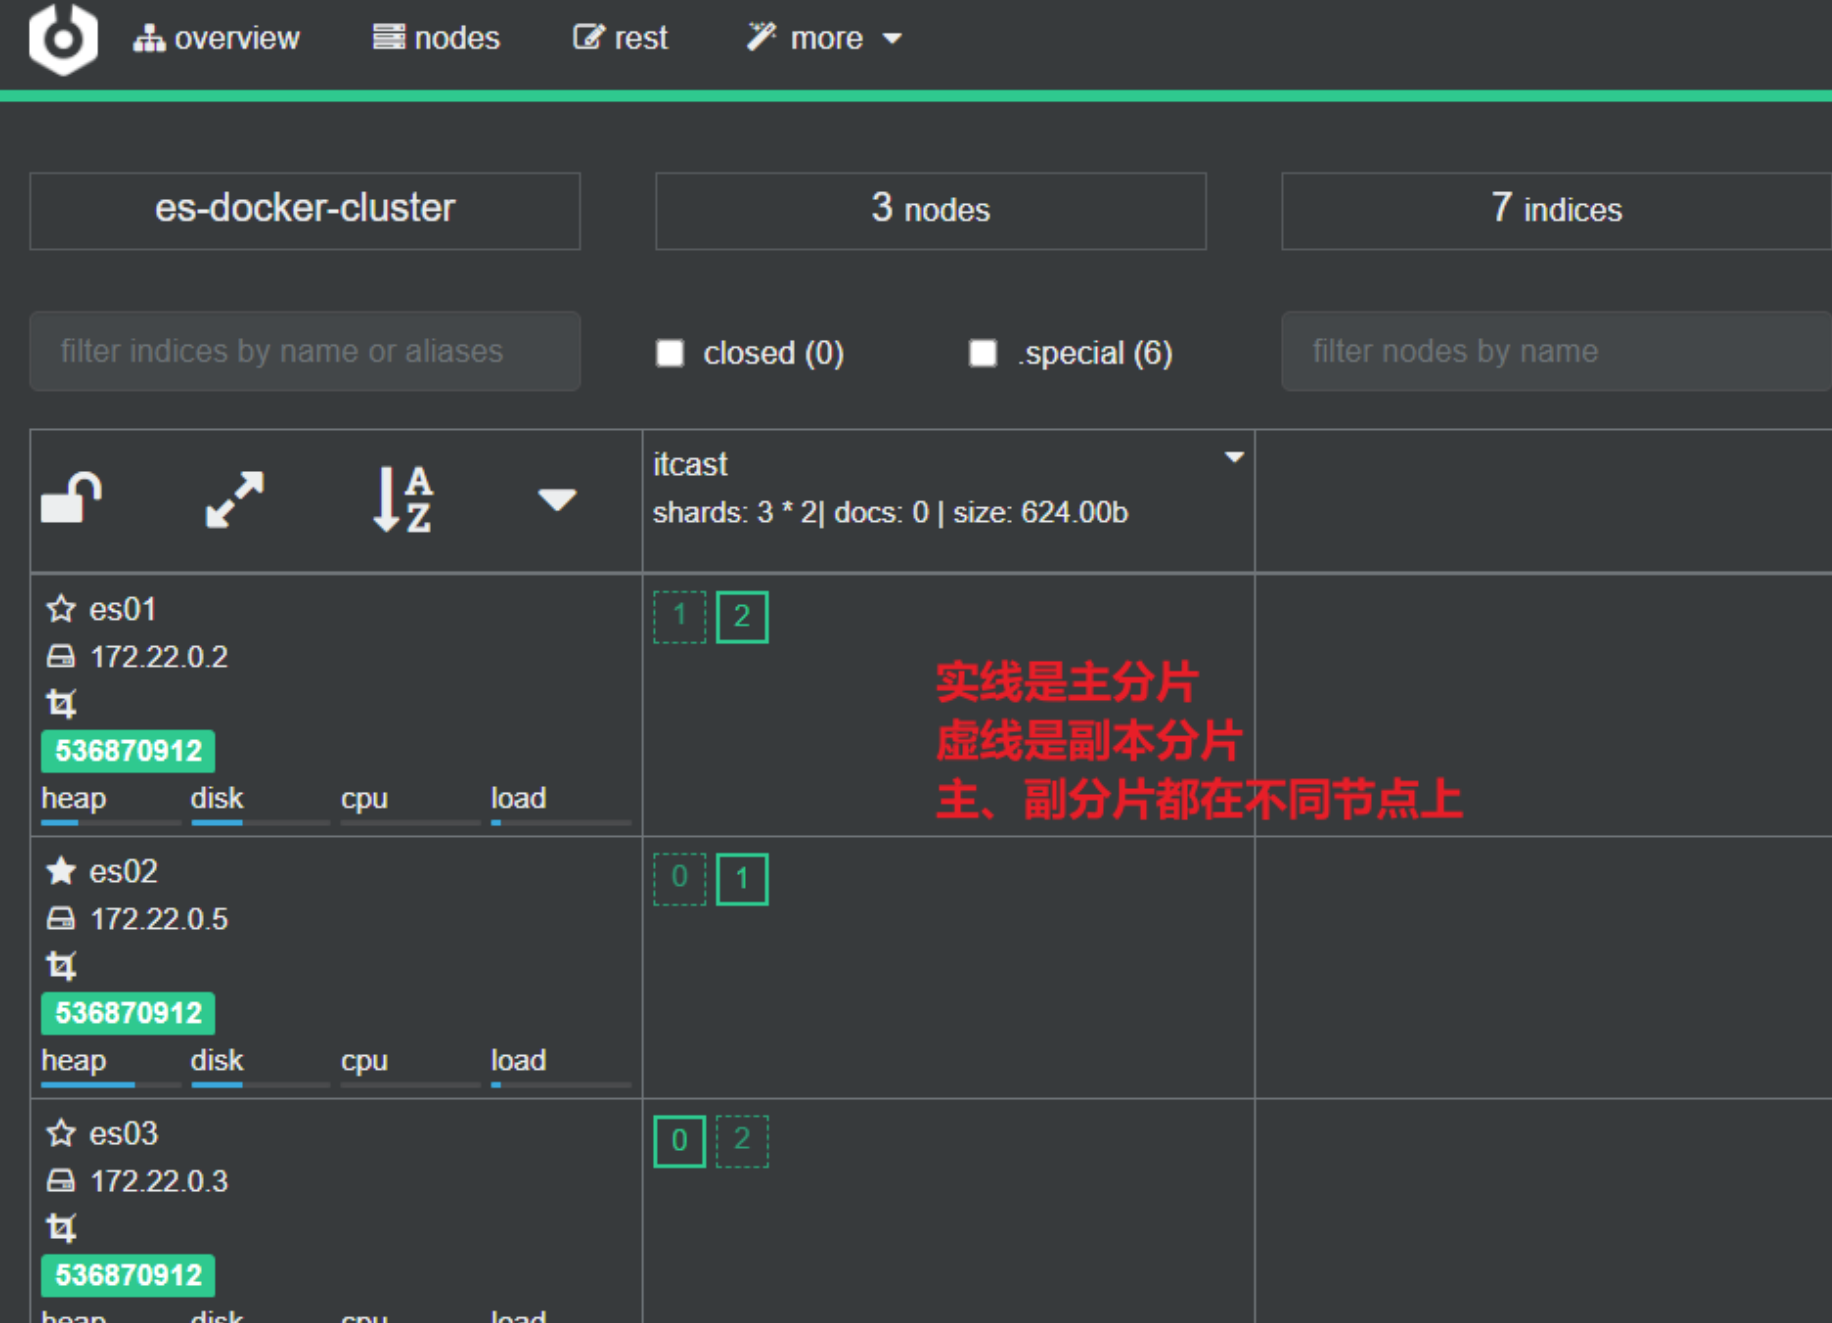 overview nodes rest more
es-docker-cluster 3 nodes 7 indices
filter indices by name or aliases closed (0) .special (6) filter nodes by name
itcast
shards: 3 * 2| docs: 0 | size: 624.00b
es01
1 2
172.22.0.2
实线是主分片
虚线是副本分片
536870912
主、副分片都在不同节点上
heap disk cpu load
es02
0 1
172.22.0.5
536870912
heap disk cpu load
es03
0 2
172.22.0.3
536870912
heap disk cpu load